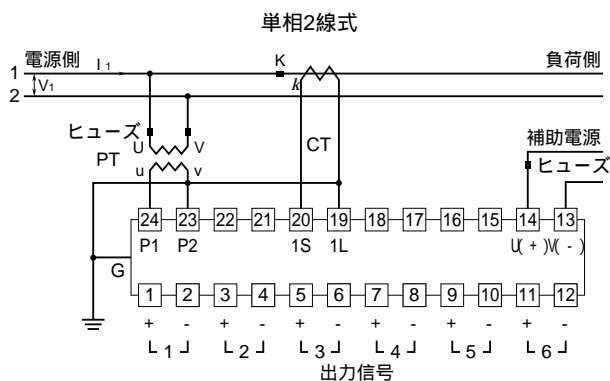 単相2線式
電源側 I1 K 負荷側
1
V1
2
k
ヒューズ U V CT 補助電源
PT u v ヒューズ
24 23 22 21 20 19 18 17 16 15 14 13
P1 P2 1S 1L U( + ) V( - )
G
1 2 3 4 5 6 7 8 9 10 11 12
+ - + - + - + - + - + -
1 2 3 4 5 6
出力信号